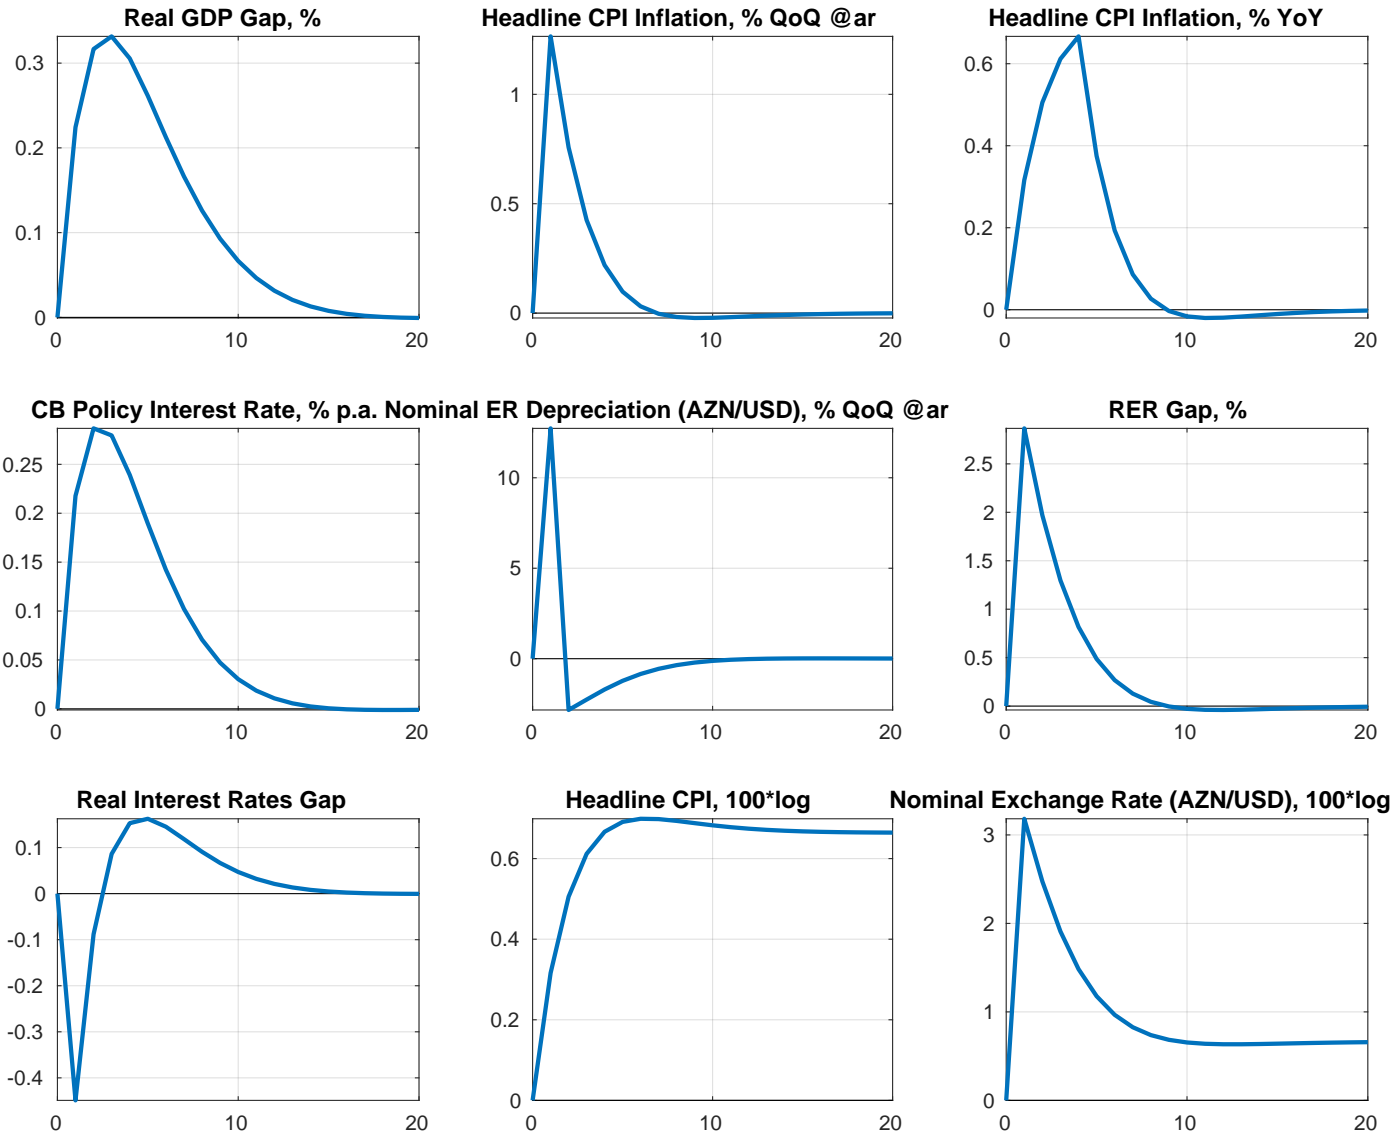 Real GDP Gap, %
0.3
0.2
0.1
0
0 10 20
Headline CPI Inflation, % QoQ @ar
1
0.5
0
0 10 20
Headline CPI Inflation, % YoY
0.6
0.4
0.2
0
0 10 20
CB Policy Interest Rate, % p.a.
0.25
0.2
0.15
0.1
0.05
0
0 10 20
Nominal ER Depreciation (AZN/USD), % QoQ @ar
10
5
0
0 10 20
RER Gap, %
2.5
2
1.5
1
0.5
0
0 10 20
Real Interest Rates Gap
0.1
0
-0.1
-0.2
-0.3
-0.4
0 10 20
Headline CPI, 100*log
0.6
0.4
0.2
0
0 10 20
Nominal Exchange Rate (AZN/USD), 100*log
3
2
1
0
0 10 20